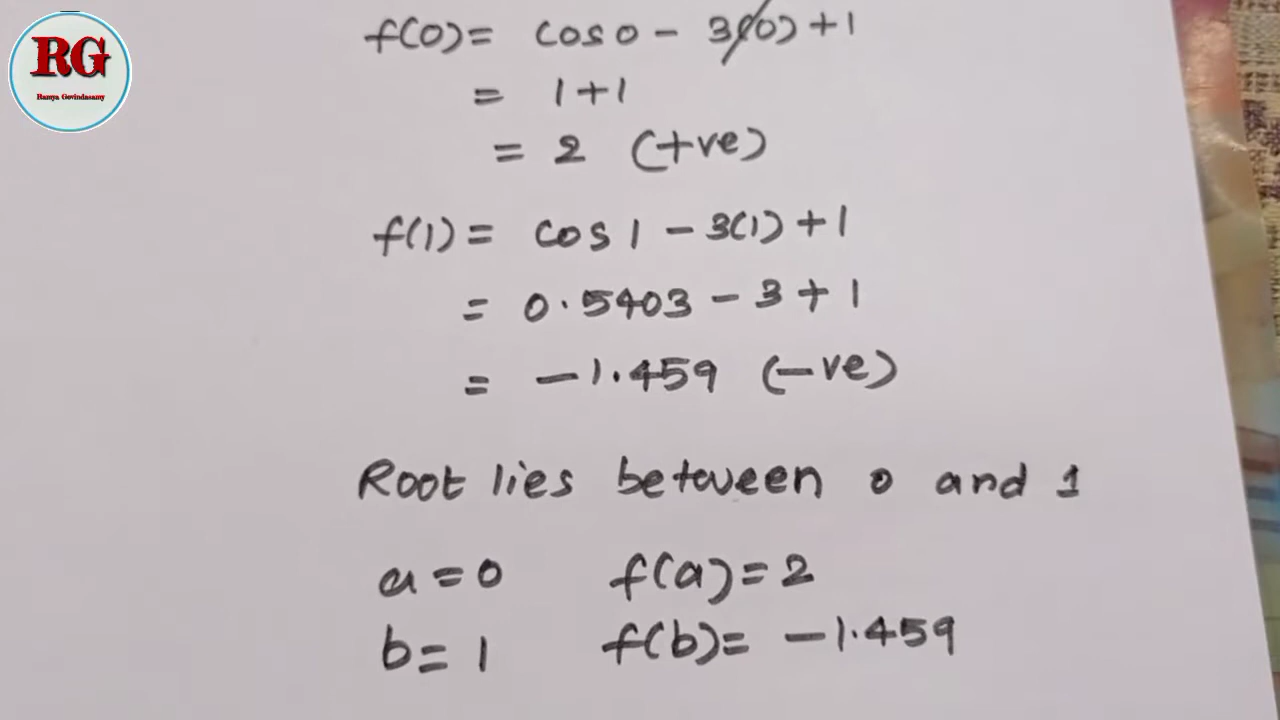 RG
Ramya Govindasamy
f(0) = cos 0 - 3(0) + 1
= 1 + 1
= 2 (+ve)
f(1) = cos 1 - 3(1) + 1
= 0.5403 - 3 + 1
= -1.459 (-ve)
Root lies between 0 and 1
a = 0 f(a) = 2
b = 1 f(b) = -1.459